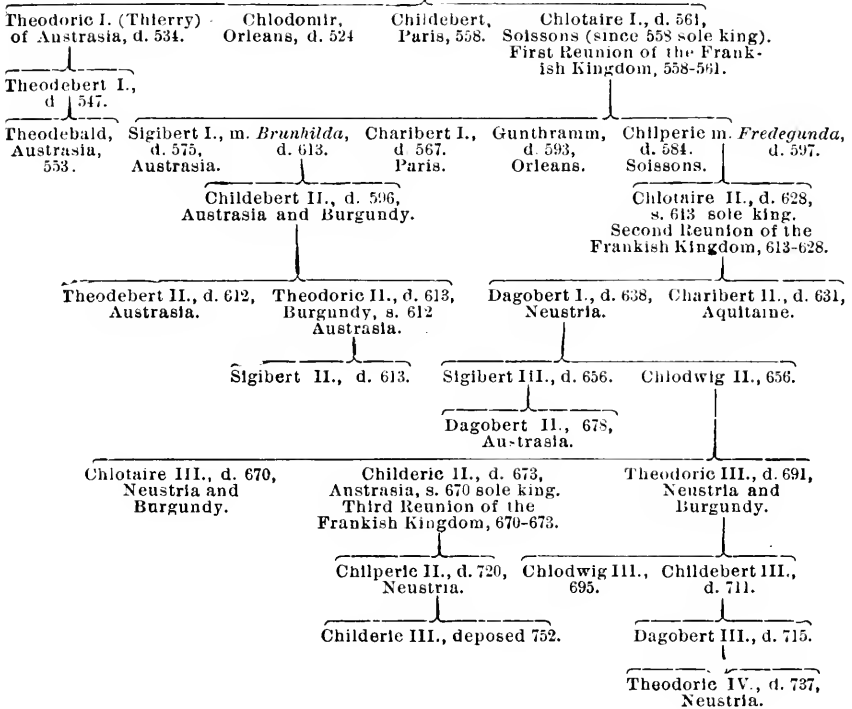 Theodoric I. (Thierry) of Austrasia, d. 534.
Chlodomir, Orleans, d. 524
Childebert, Paris, 558.
Chlotaire I., d. 561,
Soissons (since 558 sole king).
First Reunion of the Frank-
ish Kingdom, 558-561.
Theodebert I.,
d 547.
Theodebald,
Austrasia,
553.
Sigibert I., m. Brunhilda,
d. 575, d. 613.
Austrasia.
Charibert I.,
d. 567.
Paris.
Gunthramm,
d. 593,
Orleans.
Chilperic m. Fredegunda,
d. 584. d. 597.
Soissons.
Childebert II., d. 596,
Austrasia and Burgundy.
Chlotaire II., d. 628,
s. 613 sole king.
Second Reunion of the
Frankish Kingdom, 613-628.
Theodebert II., d. 612,
Austrasia.
Theodoric II., d. 613,
Burgundy, s. 612
Austrasia.
Dagobert I., d. 638,
Neustria.
Charibert II., d. 631,
Aquitaine.
Sigibert II., d. 613.
Sigibert III., d. 656.
Chlodwig II., 656.
Dagobert II., 678,
Austrasia.
Chlotaire III., d. 670,
Neustria and
Burgundy.
Childeric II., d. 673,
Austrasia, s. 670 sole king.
Third Reunion of the
Frankish Kingdom, 670-673.
Theodoric III., d. 691,
Neustria and
Burgundy.
Chilperic II., d. 720,
Neustria.
Chlodwig III.,
695.
Childebert III.,
d. 711.
Childeric III., deposed 752.
Dagobert III., d. 715.
Theodoric IV., d. 737,
Neustria.